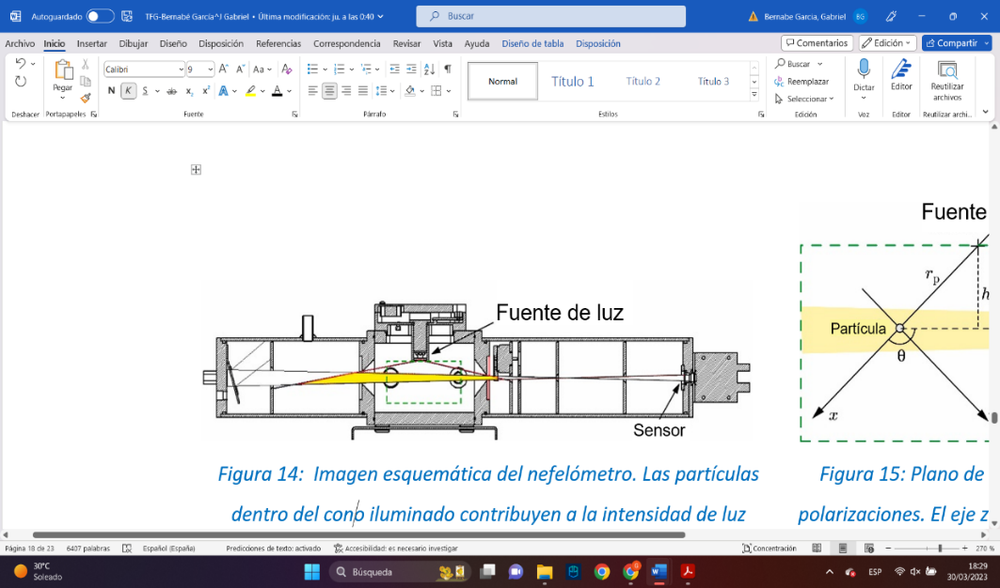 Autoguardado
TFG-Bernabé García^J Gabriel • Última modificación: ju. a las 0:40
Buscar
Bernabe Garcia, Gabriel
BG
Archivo Inicio Insertar Dibujar Diseño Disposición Referencias Correspondencia Revisar Vista Ayuda Diseño de tabla Disposición
Comentarios Edición Compartir
Pegar
Calibri 9
Normal Título 1 Título 2 Título 3
Buscar
Reemplazar
Seleccionar
Dictar Editor Reutilizar archivos
Deshacer Portapapeles Fuente Párrafo Estilos Edición Voz Editor Reutilizar archi...
Fuente
Fuente de luz
rp
h
Partícula
θ
x
Sensor
Figura 14: Imagen esquemática del nefelómetro. Las partículas
dentro del cono iluminado contribuyen a la intensidad de luz
Figura 15: Plano de
polarizaciones. El eje z
Página 18 de 23 6407 palabras Español (España) Predicciones de texto: activado Accesibilidad: es necesario investigar Concentración 270 %
30°C
Soleado
Búsqueda
ESP
18:29
30/03/2023